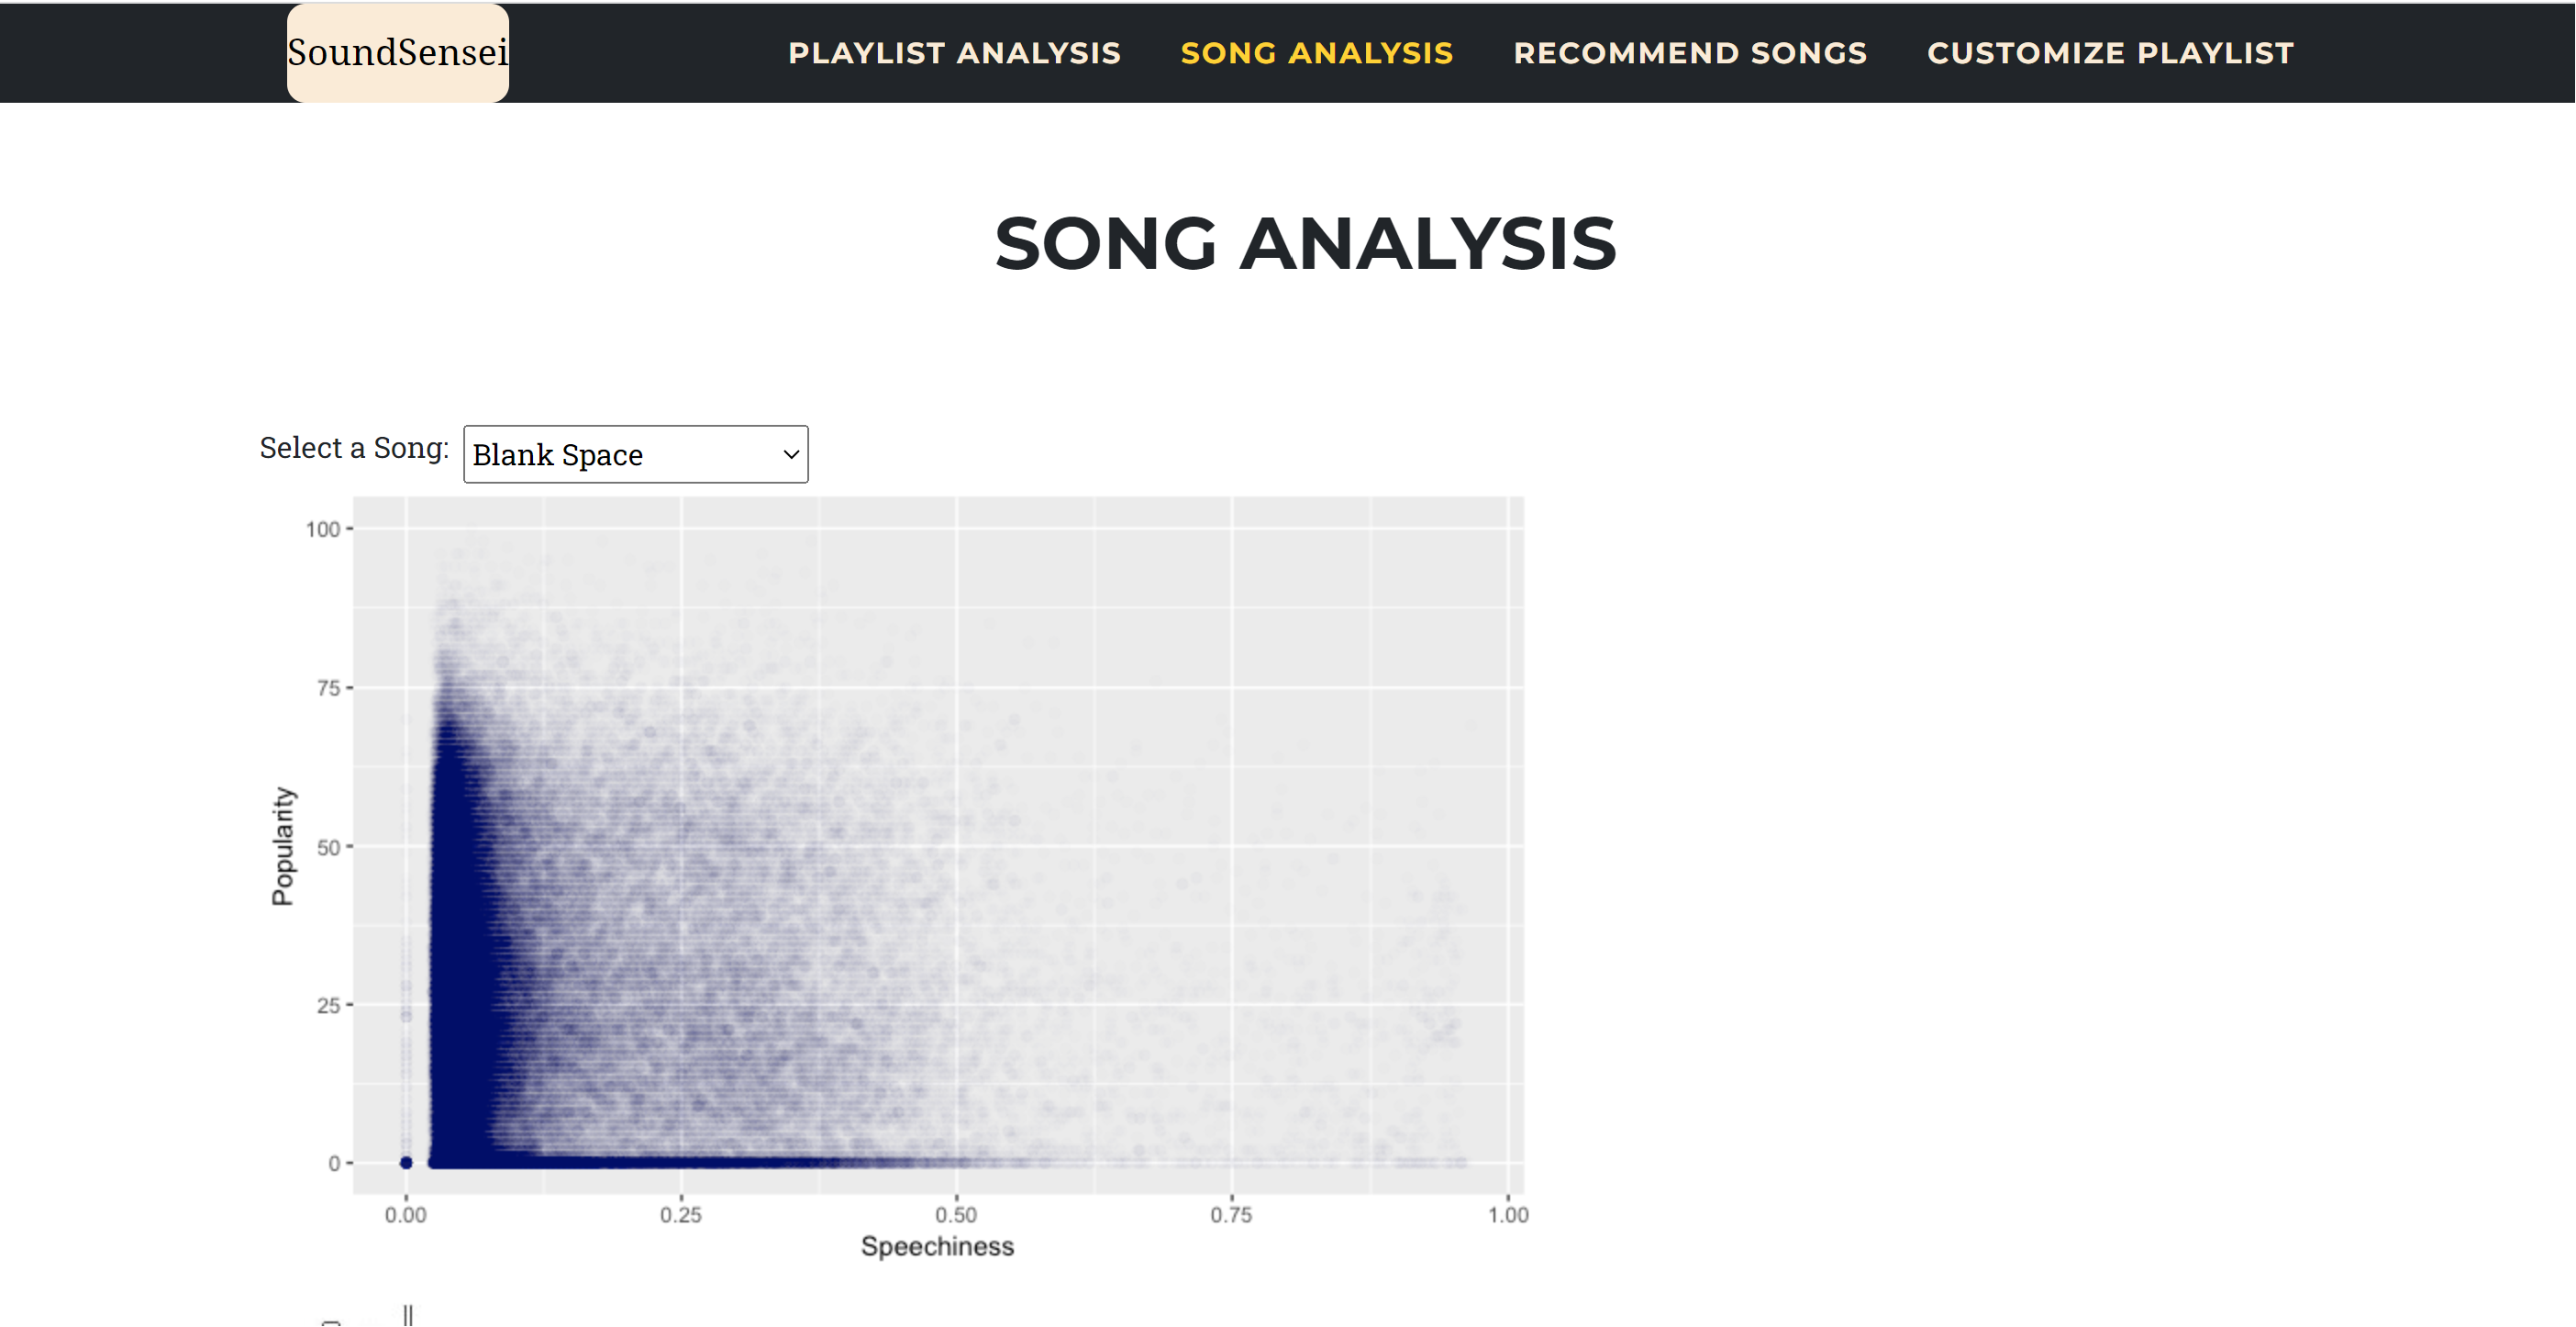 SoundSensei PLAYLIST ANALYSIS SONG ANALYSIS RECOMMEND SONGS CUSTOMIZE PLAYLIST
SONG ANALYSIS
Select a Song: Blank Space
100
75
50
25
0
Popularity
0.00 0.25 0.50 0.75 1.00
Speechiness